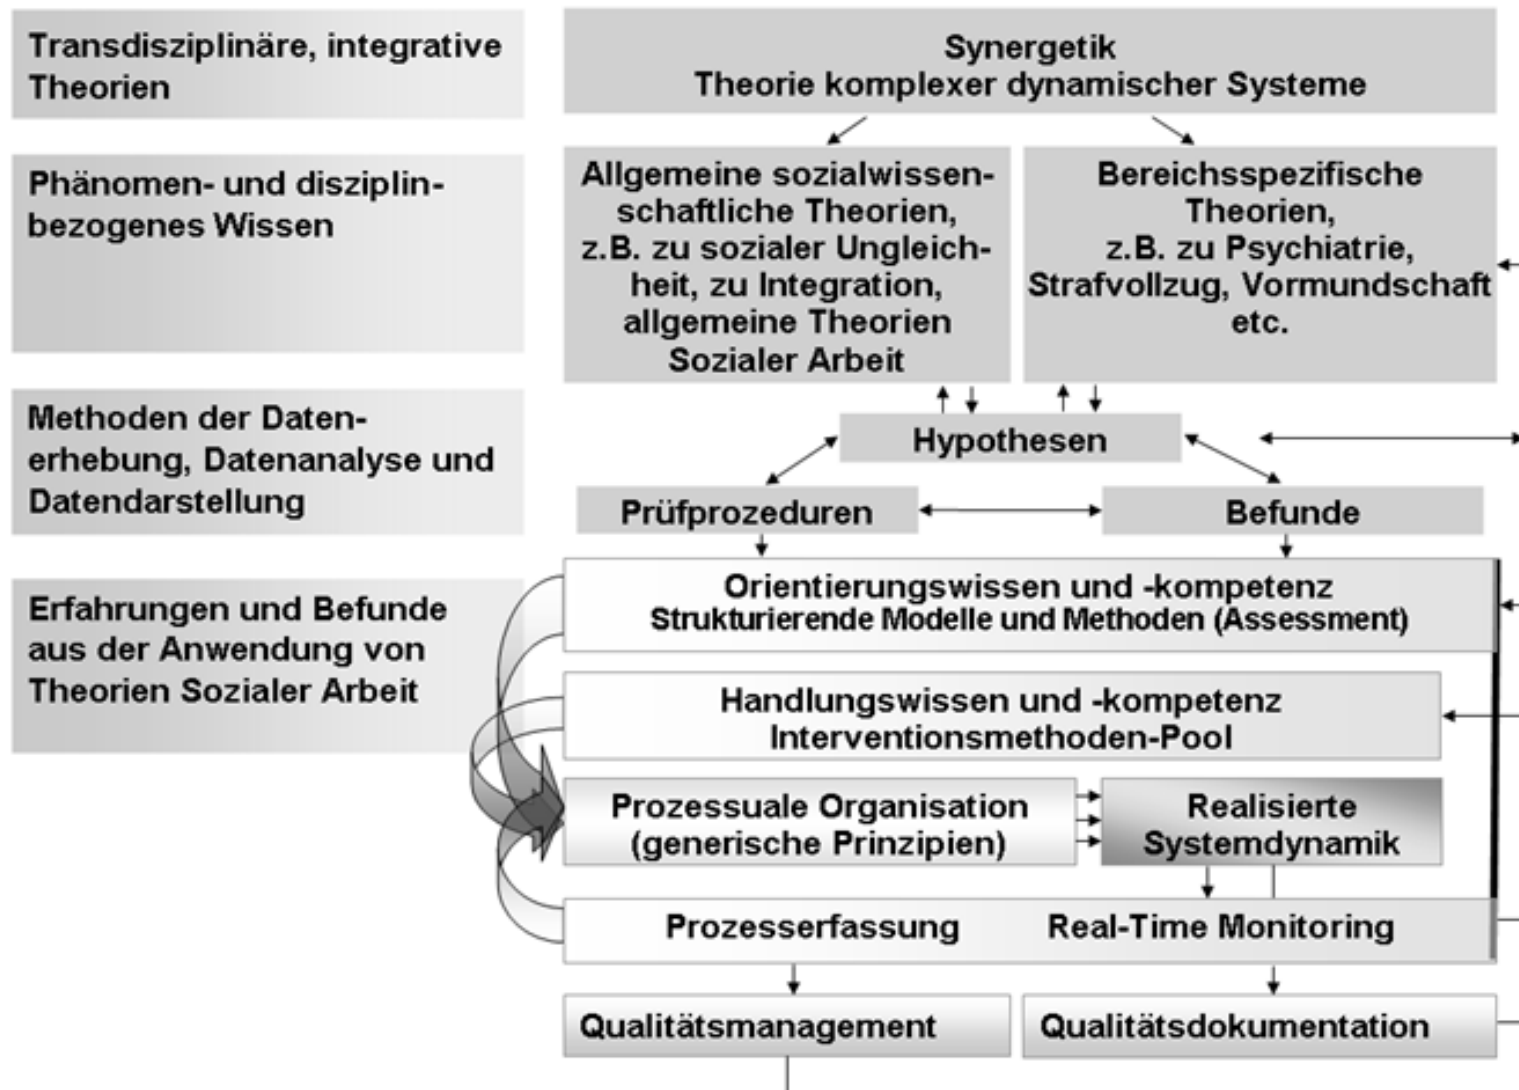 Transdisziplinäre, integrative
Theorien
Synergetik
Theorie komplexer dynamischer Systeme
Phänomen- und disziplin-
bezogenes Wissen
Allgemeine sozialwissen-
schaftliche Theorien,
z.B. zu sozialer Ungleich-
heit, zu Integration,
allgemeine Theorien
Sozialer Arbeit
Bereichsspezifische
Theorien,
z.B. zu Psychiatrie,
Strafvollzug, Vormundschaft
etc.
Methoden der Daten-
erhebung, Datenanalyse und
Datendarstellung
Hypothesen
Prüfprozeduren
Befunde
Erfahrungen und Befunde
aus der Anwendung von
Theorien Sozialer Arbeit
Orientierungswissen und -kompetenz
Strukturierende Modelle und Methoden (Assessment)
Handlungswissen und -kompetenz
Interventionsmethoden-Pool
Prozessuale Organisation
(generische Prinzipien)
Realisierte
Systemdynamik
Prozesserfassung
Real-Time Monitoring
Qualitätsmanagement
Qualitätsdokumentation